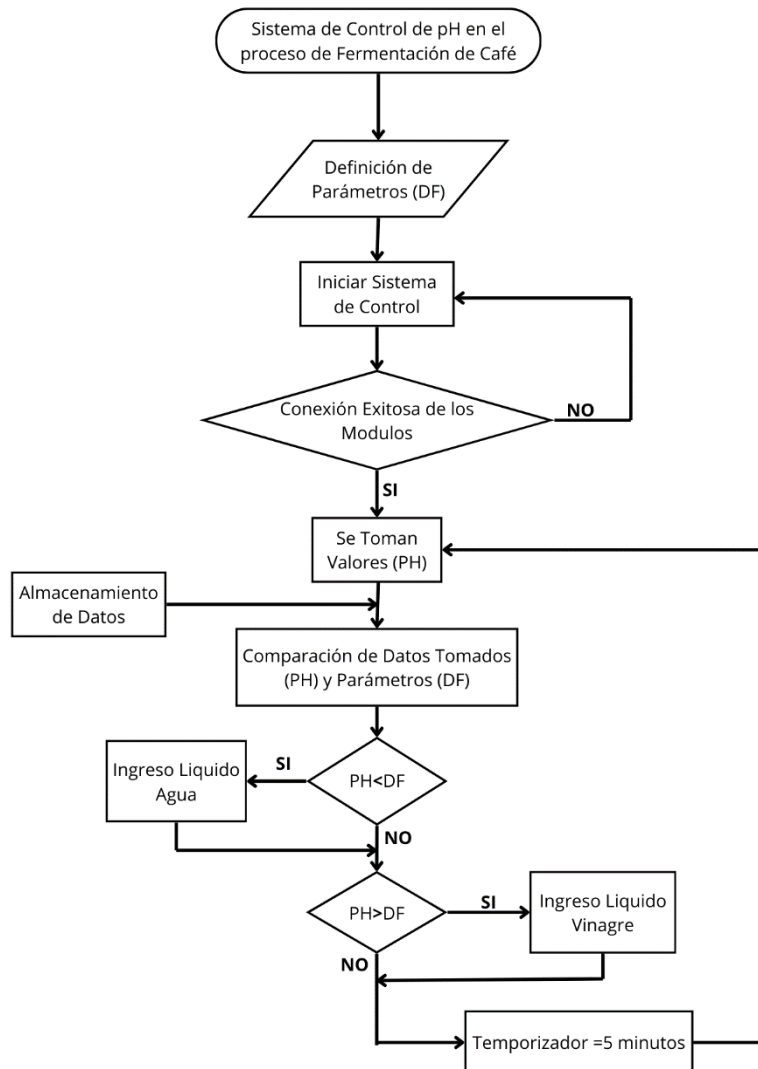 Sistema de Control de pH en el
proceso de Fermentación de Café
Definición de
Parámetros (DF)
Iniciar Sistema
de Control
Conexión Exitosa de los
Modulos
NO
SI
Se Toman
Valores (PH)
Almacenamiento
de Datos
Comparación de Datos Tomados
(PH) y Parámetros (DF)
PH<DF
SI
Ingreso Liquido
Agua
NO
PH>DF
SI
Ingreso Liquido
Vinagre
NO
Temporizador =5 minutos